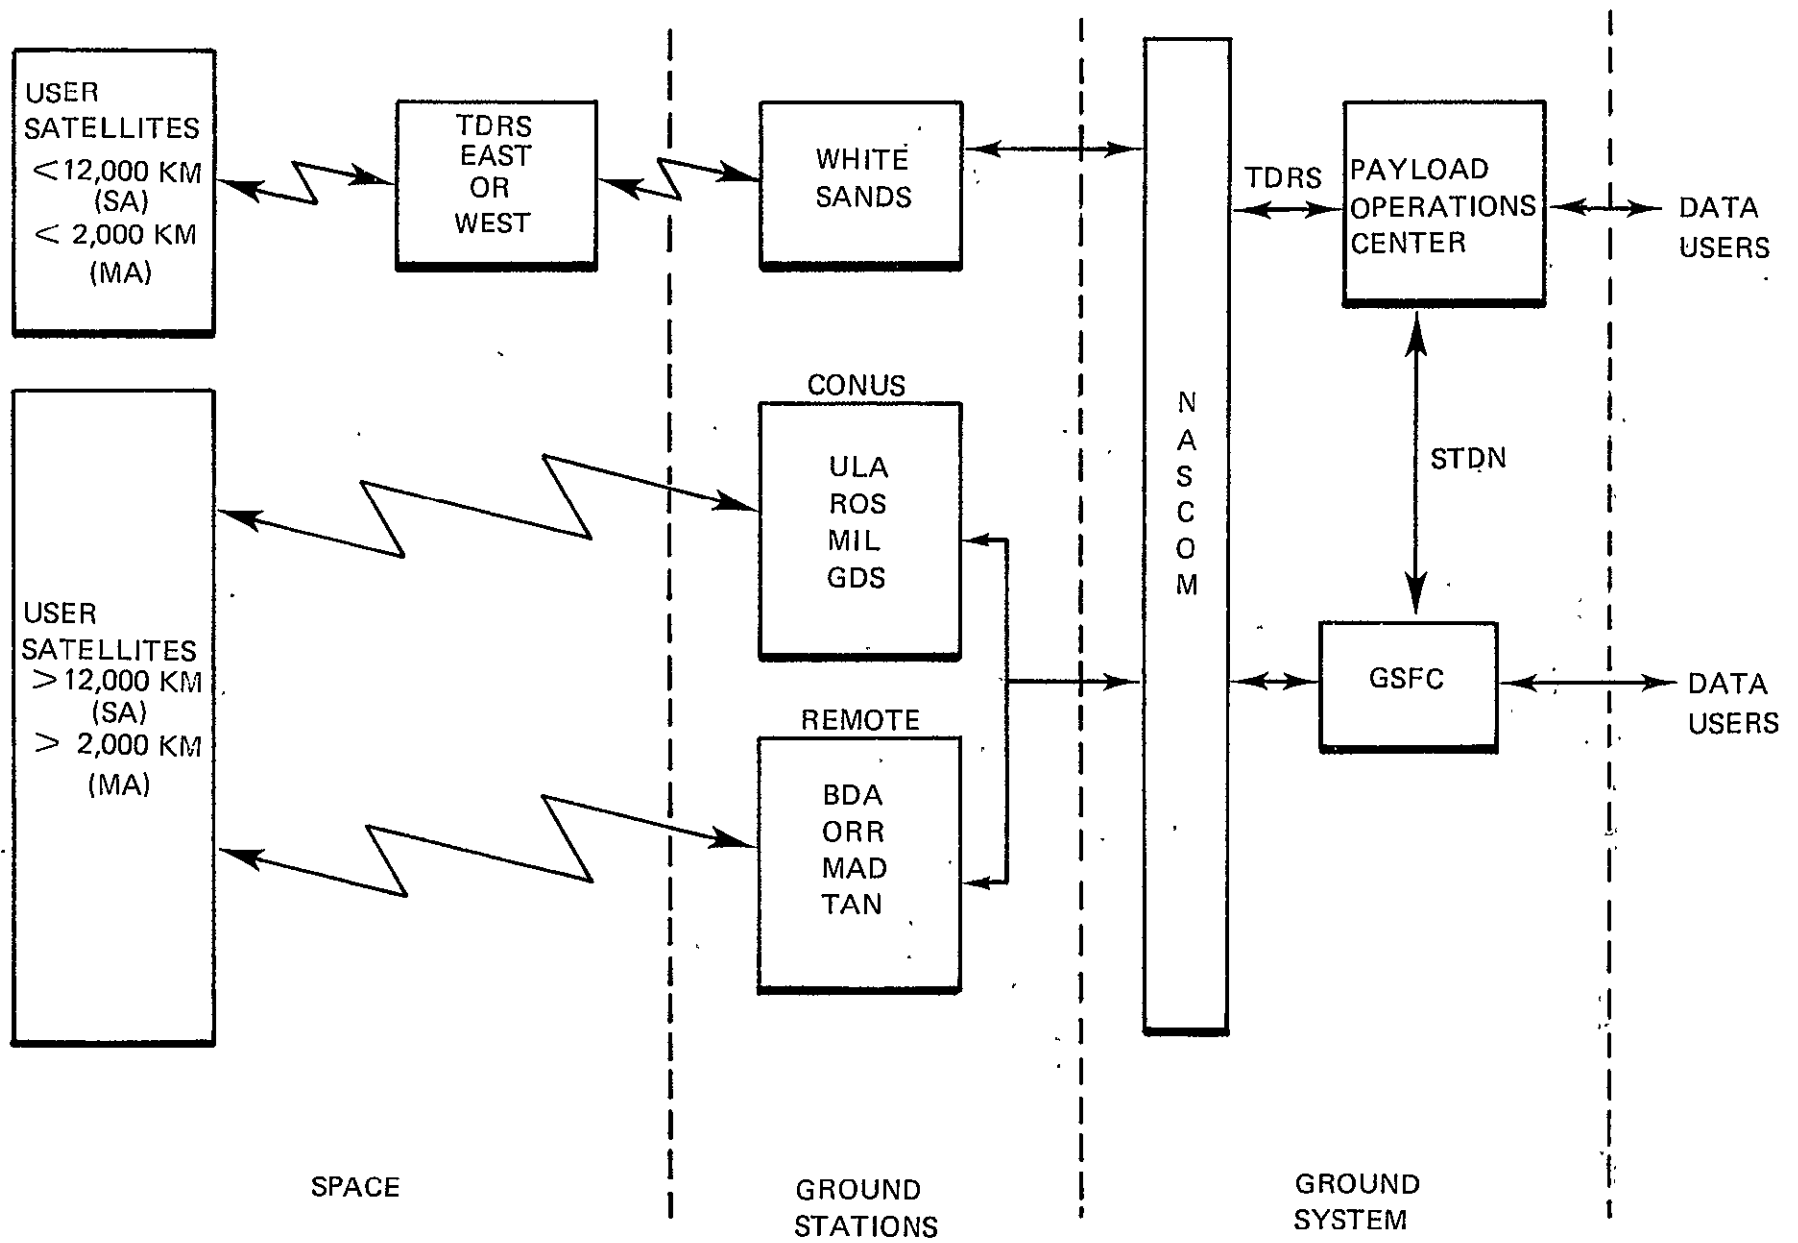 USER
SATELLITES
< 12,000 KM
(SA)
< 2,000 KM
(MA)
TDRS
EAST
OR
WEST
WHITE
SANDS
TDRS
PAYLOAD
OPERATIONS
CENTER
DATA
USERS
CONUS
ULA
ROS
MIL
GDS
NASCOM
STDN
USER
SATELLITES
> 12,000 KM
(SA)
> 2,000 KM
(MA)
REMOTE
BDA
ORR
MAD
TAN
GSFC
DATA
USERS
SPACE
GROUND
STATIONS
GROUND
SYSTEM